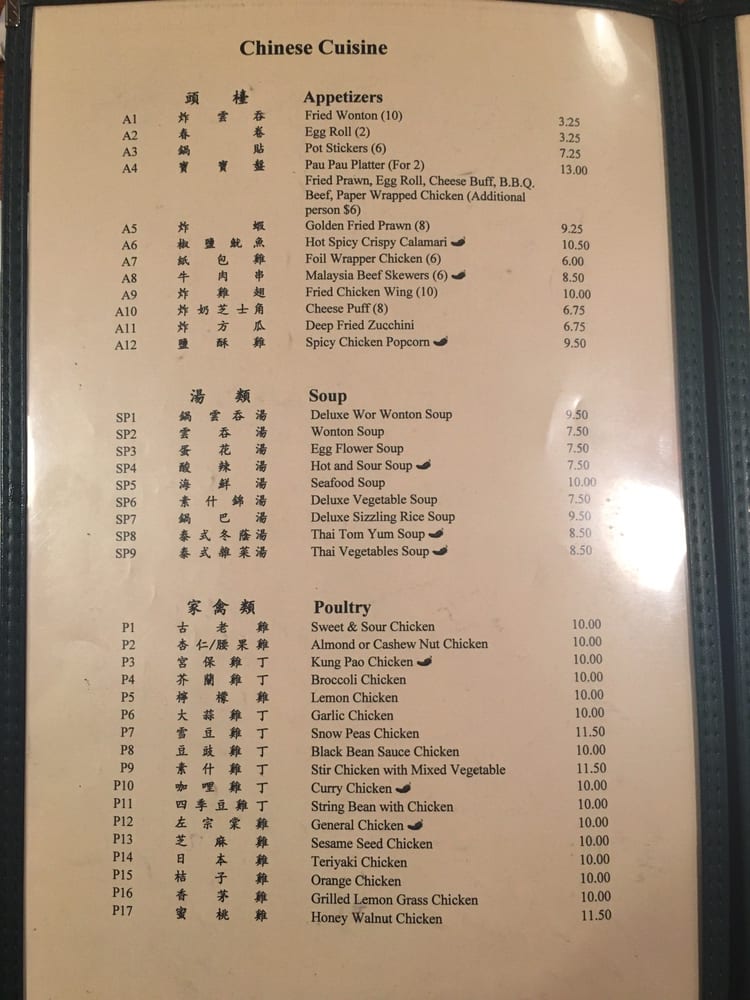 Chinese Cuisine
頭檯 Appetizers
A1 炸雲吞 Fried Wonton (10) 3.25
A2 春卷 Egg Roll (2) 3.25
A3 鍋貼 Pot Stickers (6) 7.25
A4 寶寶盤 Pau Pau Platter (For 2) 13.00
Fried Prawn, Egg Roll, Cheese Buff, B.B.Q.
Beef, Paper Wrapped Chicken (Additional
person $6)
A5 炸蝦 Golden Fried Prawn (8) 9.25
A6 椒鹽魷魚 Hot Spicy Crispy Calamari 10.50
A7 紙包雞 Foil Wrapper Chicken (6) 6.00
A8 牛肉串 Malaysia Beef Skewers (6) 8.50
A9 炸雞翅 Fried Chicken Wing (10) 10.00
A10 炸奶芝士角 Cheese Puff (8) 6.75
A11 炸方瓜 Deep Fried Zucchini 6.75
A12 鹽酥雞 Spicy Chicken Popcorn 9.50
湯類 Soup
SP1 鍋雲吞湯 Deluxe Wor Wonton Soup 9.50
SP2 雲吞湯 Wonton Soup 7.50
SP3 蛋花湯 Egg Flower Soup 7.50
SP4 酸辣湯 Hot and Sour Soup 7.50
SP5 海鮮湯 Seafood Soup 10.00
SP6 素什錦湯 Deluxe Vegetable Soup 7.50
SP7 鍋巴湯 Deluxe Sizzling Rice Soup 9.50
SP8 泰式冬蔭湯 Thai Tom Yum Soup 8.50
SP9 泰式雜菜湯 Thai Vegetables Soup 8.50
家禽類 Poultry
P1 古老雞 Sweet & Sour Chicken 10.00
P2 杏仁/腰果雞 Almond or Cashew Nut Chicken 10.00
P3 宮保雞丁 Kung Pao Chicken 10.00
P4 芥蘭雞丁 Broccoli Chicken 10.00
P5 檸檬雞 Lemon Chicken 10.00
P6 大蒜雞丁 Garlic Chicken 10.00
P7 雪豆雞丁 Snow Peas Chicken 11.50
P8 豆豉雞丁 Black Bean Sauce Chicken 10.00
P9 素什雞丁 Stir Chicken with Mixed Vegetable 11.50
P10 咖哩雞丁 Curry Chicken 10.00
P11 四季豆雞丁 String Bean with Chicken 10.00
P12 左宗棠雞 General Chicken 10.00
P13 芝麻雞 Sesame Seed Chicken 10.00
P14 日本雞 Teriyaki Chicken 10.00
P15 桔子雞 Orange Chicken 10.00
P16 香茅雞 Grilled Lemon Grass Chicken 10.00
P17 蜜桃雞 Honey Walnut Chicken 11.50